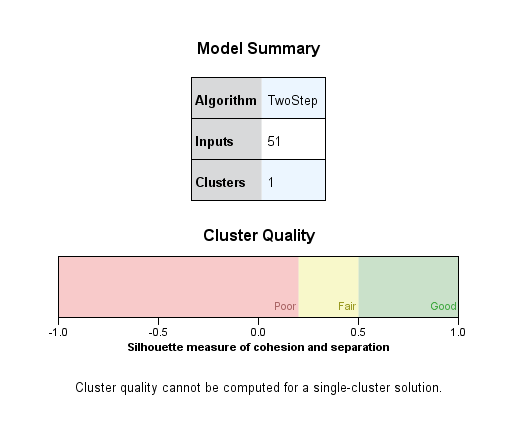 Model Summary
Algorithm TwoStep
Inputs 51
Clusters 1
Cluster Quality
Poor Fair Good
-1.0 -0.5 0.0 0.5 1.0
Silhouette measure of cohesion and separation
Cluster quality cannot be computed for a single-cluster solution.